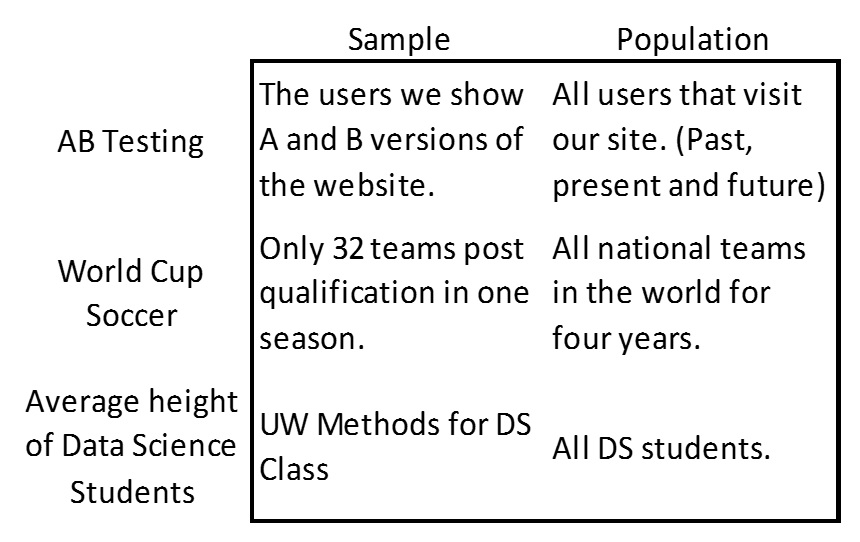 Sample
Population
AB Testing
The users we show
A and B versions of
the website.
All users that visit
our site. (Past,
present and future)
World Cup
Soccer
Only 32 teams post
qualification in one
season.
All national teams
in the world for
four years.
Average height
of Data Science
Students
UW Methods for DS
Class
All DS students.